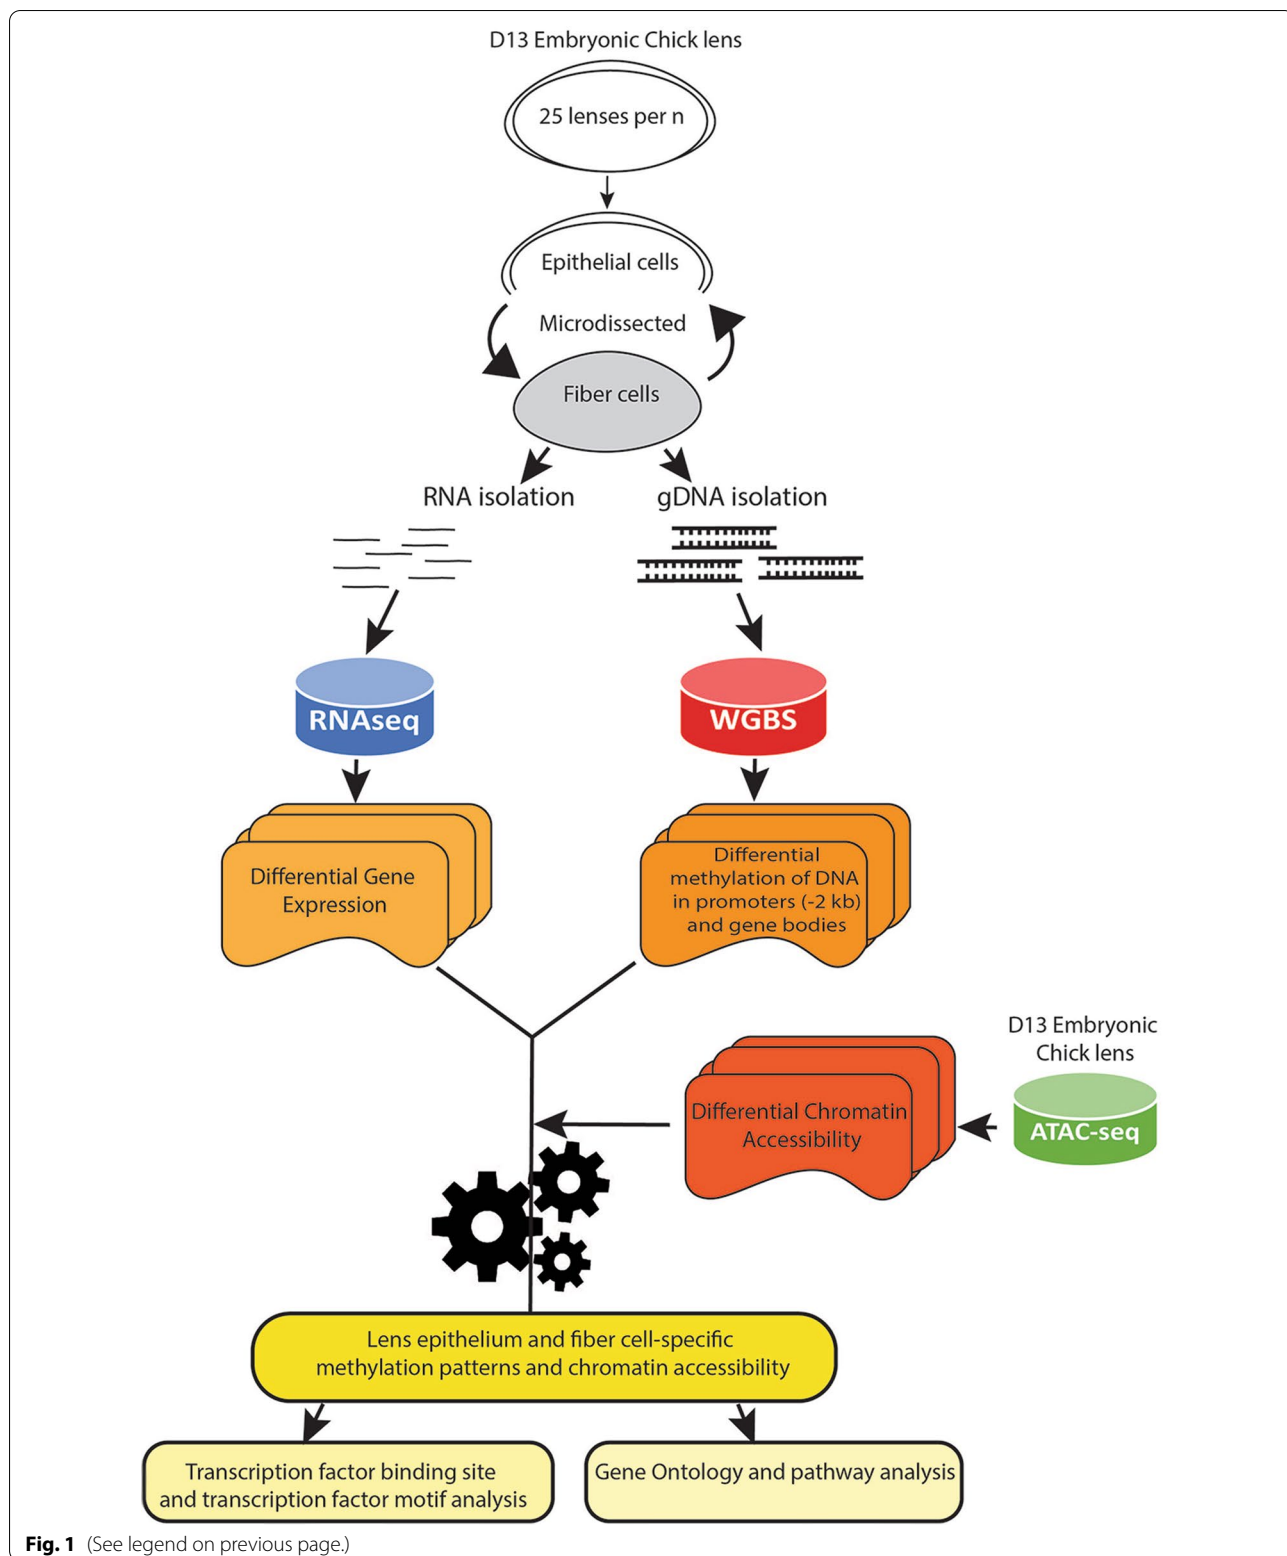 D13 Embryonic Chick lens
25 lenses per n
Epithelial cells
Microdissected
Fiber cells
RNA isolation
gDNA isolation
RNAseq
WGBS
Differential Gene
Expression
Differential
methylation of DNA
in promoters (-2 kb)
and gene bodies
D13 Embryonic
Chick lens
ATAC-seq
Differential Chromatin
Accessibility
Lens epithelium and fiber cell-specific
methylation patterns and chromatin accessibility
Transcription factor binding site
and transcription factor motif analysis
Gene Ontology and pathway analysis
Fig. 1 (See legend on previous page.)